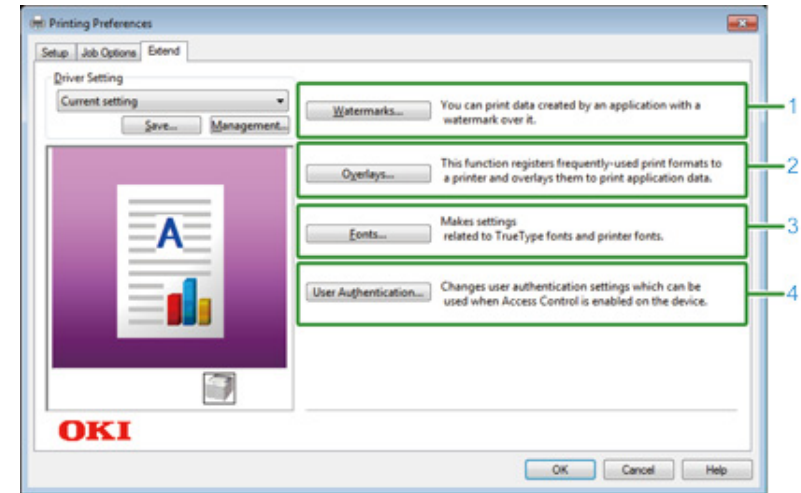 Printing Preferences
Setup Job Options Extend
Driver Setting
Current setting
Save... Management...
Watermarks...
You can print data created by an application with a
watermark over it.
1
Overlays...
This function registers frequently-used print formats to
a printer and overlays them to print application data.
2
Fonts...
Makes settings
related to TrueType fonts and printer fonts.
3
User Authentication...
Changes user authentication settings which can be
used when Access Control is enabled on the device.
4
A
OKI
OK Cancel Help